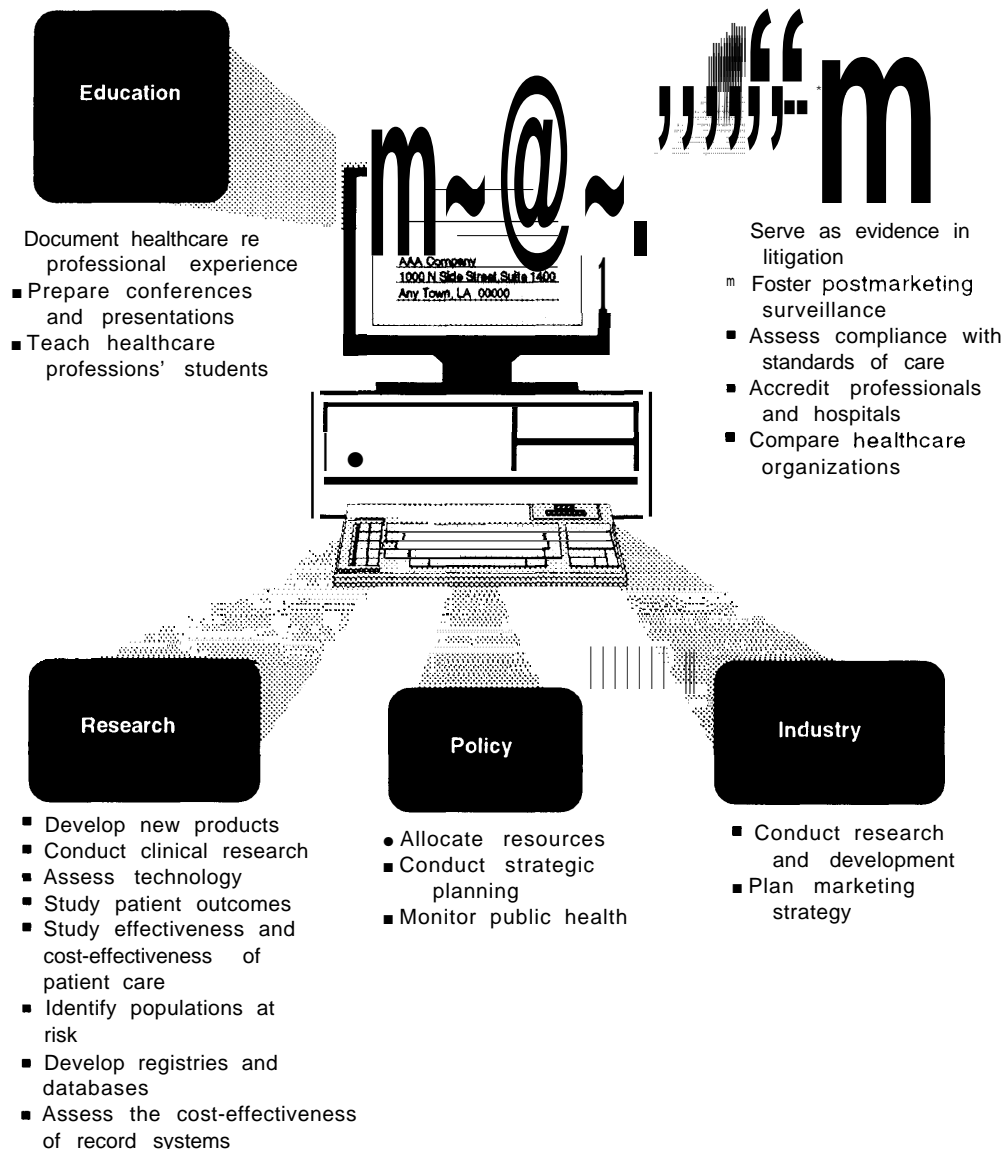 Education
Document healthcare re
professional experience
■ Prepare conferences
and presentations
■ Teach healthcare
professions’ students
m~@~.
AAA Company
1000 N Side Street, Suite 1400
Any Town, LA 00000
1
,,,,,,“-*m
Serve as evidence in
litigation
m Foster postmarketing
surveillance
■ Assess compliance with
standards of care
■ Accredit professionals
and hospitals
■ Compare healthcare
organizations
Research
■ Develop new products
■ Conduct clinical research
■ Assess technology
■ Study patient outcomes
■ Study effectiveness and
cost-effectiveness of
patient care
■ Identify populations at
risk
■ Develop registries and
databases
■ Assess the cost-effectiveness
of record systems
Policy
● Allocate resources
■ Conduct strategic
planning
■ Monitor public health
Industry
■ Conduct research
and development
■ Plan marketing
strategy